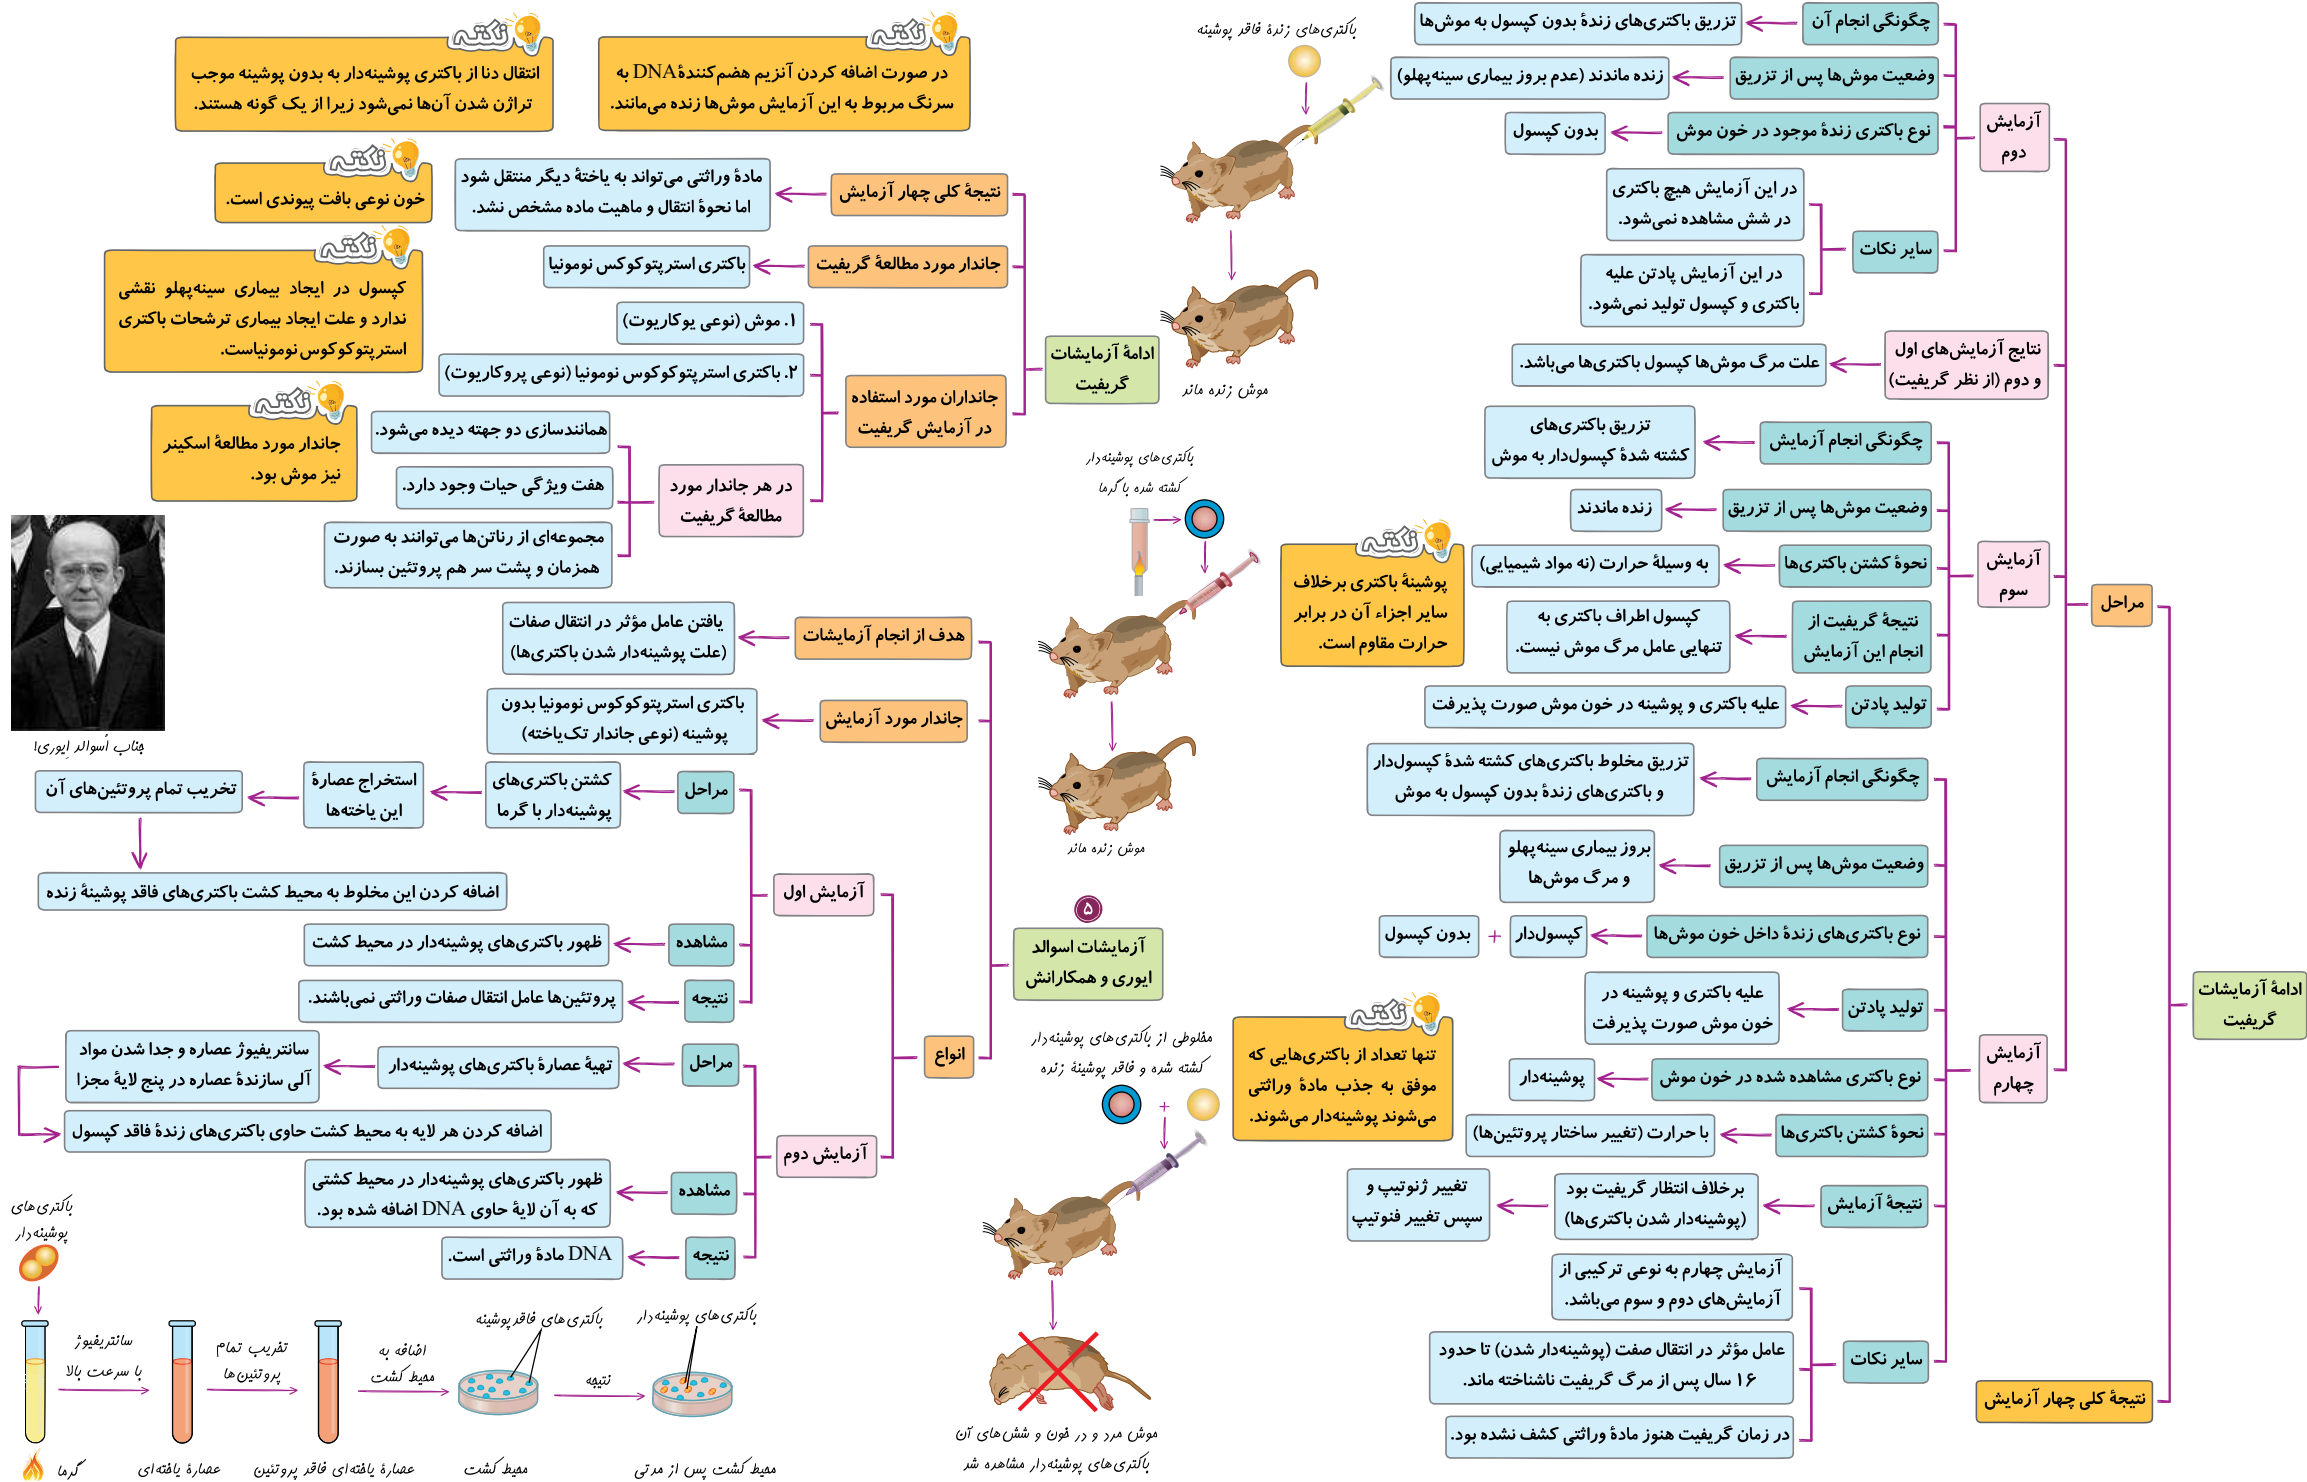 چگونگی انجام آن
تزریق باکتری‌های زندهٔ بدون کپسول به موش‌ها
وضعیت موش‌ها پس از تزریق
زنده ماندند (عدم بروز بیماری سینه‌پهلو)
آزمایش
دوم
نوع باکتری زندهٔ موجود در خون موش
بدون کپسول
سایر نکات
در این آزمایش هیچ باکتری
در شش مشاهده نمی‌شود.
در این آزمایش پادتن علیه
باکتری و کپسول تولید نمی‌شود.
نتایج آزمایش‌های اول
و دوم (از نظر گریفیت)
علت مرگ موش‌ها کپسول باکتری‌ها می‌باشد.
چگونگی انجام آزمایش
تزریق باکتری‌های
کشته شدهٔ کپسول‌دار به موش
وضعیت موش‌ها پس از تزریق
زنده ماندند
آزمایش
سوم
نحوهٔ کشتن باکتری‌ها
به وسیلهٔ حرارت (نه مواد شیمیایی)
نتیجهٔ گریفیت از
انجام این آزمایش
کپسول اطراف باکتری به
تنهایی عامل مرگ موش نیست.
تولید پادتن
علیه باکتری و پوشینه در خون موش صورت پذیرفت
نکته
پوشینهٔ باکتری برخلاف
سایر اجزاء آن در برابر
حرارت مقاوم است.
مراحل
چگونگی انجام آزمایش
تزریق مخلوط باکتری‌های کشته شدهٔ کپسول‌دار
و باکتری‌های زندهٔ بدون کپسول به موش
وضعیت موش‌ها پس از تزریق
بروز بیماری سینه‌پهلو
و مرگ موش‌ها
نوع باکتری‌های زندهٔ داخل خون موش‌ها
کپسول‌دار + بدون کپسول
ادامهٔ آزمایشات
گریفیت
تولید پادتن
علیه باکتری و پوشینه در
خون موش صورت پذیرفت
آزمایش
چهارم
نوع باکتری مشاهده شده در خون موش
پوشینه‌دار
نحوهٔ کشتن باکتری‌ها
با حرارت (تغییر ساختار پروتئین‌ها)
نتیجهٔ آزمایش
برخلاف انتظار گریفیت بود
(پوشینه‌دار شدن باکتری‌ها)
تغییر ژنوتیپ و
سپس تغییر فنوتیپ
سایر نکات
آزمایش چهارم به نوعی ترکیبی از
آزمایش‌های دوم و سوم می‌باشد.
عامل مؤثر در انتقال صفت (پوشینه‌دار شدن) تا حدود
۱۶ سال پس از مرگ گریفیت ناشناخته ماند.
در زمان گریفیت هنوز مادهٔ وراثتی کشف نشده بود.
نتیجهٔ کلی چهار آزمایش
نکته
تنها تعداد از باکتری‌هایی که
موفق به جذب مادهٔ وراثتی
می‌شوند پوشینه‌دار می‌شوند.
باکتری‌های زندهٔ فاقد پوشینه
موش زنده ماند
باکتری‌های پوشینه‌دار
کشته شده با گرما
موش زنده ماند
مخلوطی از باکتری‌های پوشینه‌دار
کشته شده و فاقد پوشینهٔ زنده
+
موش مرد و در خون و شش‌های آن
باکتری‌های پوشینه‌دار مشاهده شد
نکته
در صورت اضافه کردن آنزیم هضم‌کنندهٔ DNA به
سرنگ مربوط به این آزمایش موش‌ها زنده می‌مانند.
نکته
انتقال دنا از باکتری پوشینه‌دار به بدون پوشینه موجب
تراژن شدن آن‌ها نمی‌شود زیرا از یک گونه هستند.
نتیجهٔ کلی چهار آزمایش
مادهٔ وراثتی می‌تواند به یاختهٔ دیگر منتقل شود
اما نحوهٔ انتقال و ماهیت ماده مشخص نشد.
نکته
خون نوعی بافت پیوندی است.
جاندار مورد مطالعهٔ گریفیت
باکتری استرپتوکوکس نومونیا
نکته
کپسول در ایجاد بیماری سینه‌پهلو نقشی
ندارد و علت ایجاد بیماری ترشحات باکتری
استرپتوکوکوس نومونیاست.
ادامهٔ آزمایشات
گریفیت
جانداران مورد استفاده
در آزمایش گریفیت
۱. موش (نوعی یوکاریوت)
۲. باکتری استرپتوکوکوس نومونیا (نوعی پروکاریوت)
در هر جاندار مورد
مطالعهٔ گریفیت
همانندسازی دو جهته دیده می‌شود.
هفت ویژگی حیات وجود دارد.
مجموعه‌ای از رناتن‌ها می‌توانند به صورت
همزمان و پشت سر هم پروتئین بسازند.
نکته
جاندار مورد مطالعهٔ اسکینر
نیز موش بود.
جناب اُسوالد اِیوری!
۵
آزمایشات اسوالد
ایوری و همکارانش
هدف از انجام آزمایشات
یافتن عامل مؤثر در انتقال صفات
(علت پوشینه‌دار شدن باکتری‌ها)
جاندار مورد آزمایش
باکتری استرپتوکوکوس نومونیا بدون
پوشینه (نوعی جاندار تک‌یاخته)
انواع
آزمایش اول
مراحل
کشتن باکتری‌های
پوشینه‌دار با گرما
استخراج عصارهٔ
این یاخته‌ها
تخریب تمام پروتئین‌های آن
اضافه کردن این مخلوط به محیط کشت باکتری‌های فاقد پوشینهٔ زنده
مشاهده
ظهور باکتری‌های پوشینه‌دار در محیط کشت
نتیجه
پروتئین‌ها عامل انتقال صفات وراثتی نمی‌باشند.
آزمایش دوم
مراحل
تهیهٔ عصارهٔ باکتری‌های پوشینه‌دار
سانتریفیوژ عصاره و جدا شدن مواد
آلی سازندهٔ عصاره در پنج لایهٔ مجزا
اضافه کردن هر لایه به محیط کشت حاوی باکتری‌های زندهٔ فاقد کپسول
مشاهده
ظهور باکتری‌های پوشینه‌دار در محیط کشتی
که به آن لایهٔ حاوی DNA اضافه شده بود.
نتیجه
DNA مادهٔ وراثتی است.
باکتری‌های
پوشینه‌دار
گرما
سانتریفیوژ
با سرعت بالا
عصارهٔ یاخته‌ای
تخریب تمام
پروتئین‌ها
عصارهٔ یاخته‌ای فاقد پروتئین
اضافه به
محیط کشت
باکتری‌های فاقد پوشینه
محیط کشت
نتیجه
باکتری‌های پوشینه‌دار
محیط کشت پس از مدتی